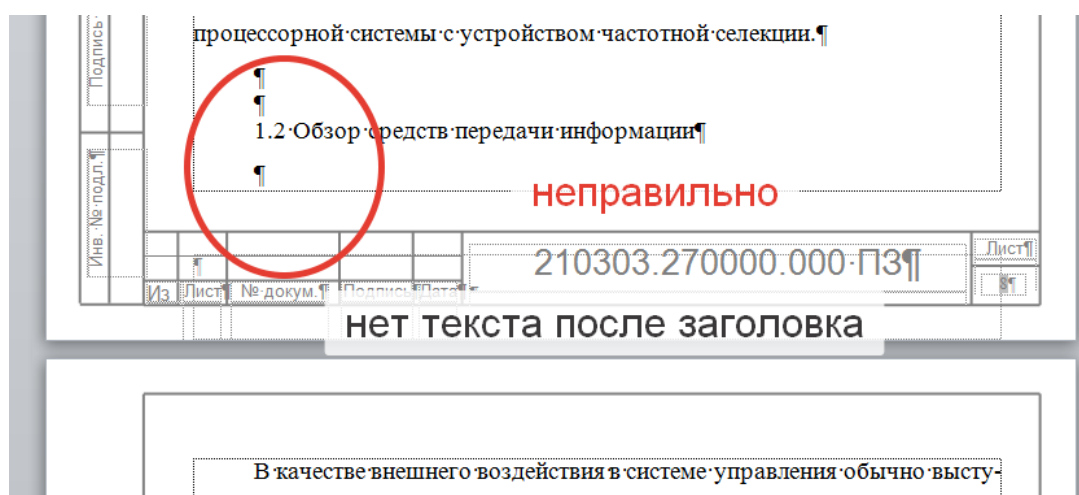 Подпись
процессорной·системы·с·устройством·частотной·селекции.¶
¶
¶
1.2·Обзор·средств·передачи·информации¶
¶
Инв.·№·подл.¶
неправильно
Лист¶
¶
210303.270000.000·ПЗ¶
8¶
Из Лист¶ №·докум.¶ Подпись¶ Дата¶ ¶
нет текста после заголовка
В·качестве·внешнего·воздействия·в·системе·управления·обычно·высту-